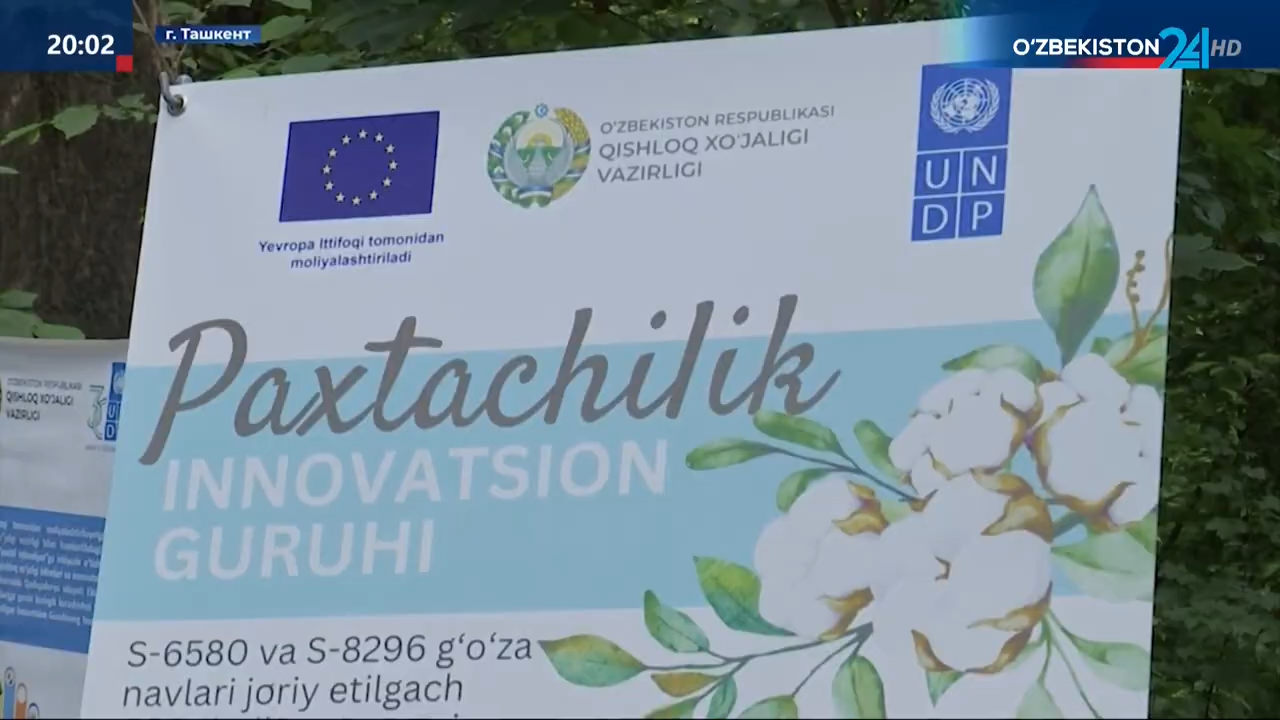 20:02
г. Ташкент
O'ZBEKISTON 24 HD
Yevropa Ittifoqi tomonidan
moliyalashtiriladi
O'ZBEKISTON RESPUBLIKASI
QISHLOQ XO'JALIGI
VAZIRLIGI
UN
DP
Paxtachilik
INNOVATSION
GURUHI
S-6580 va S-8296 g‘o‘za
navlari joriy etilgach
O'ZBEKISTON RESPUBLIKASI
QISHLOQ XO'JALIGI
VAZIRLIGI